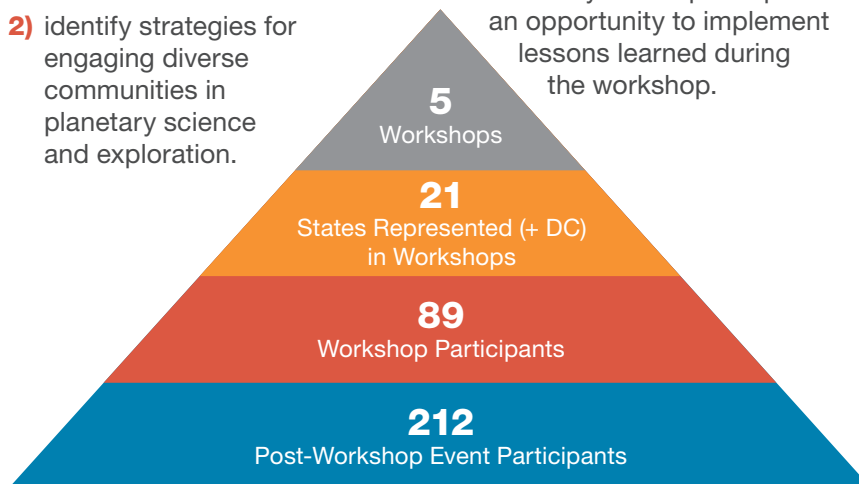 2) identify strategies for
engaging diverse
communities in
planetary science
and exploration.
an opportunity to implement
lessons learned during
the workshop.
5
Workshops
21
States Represented (+ DC)
in Workshops
89
Workshop Participants
212
Post-Workshop Event Participants